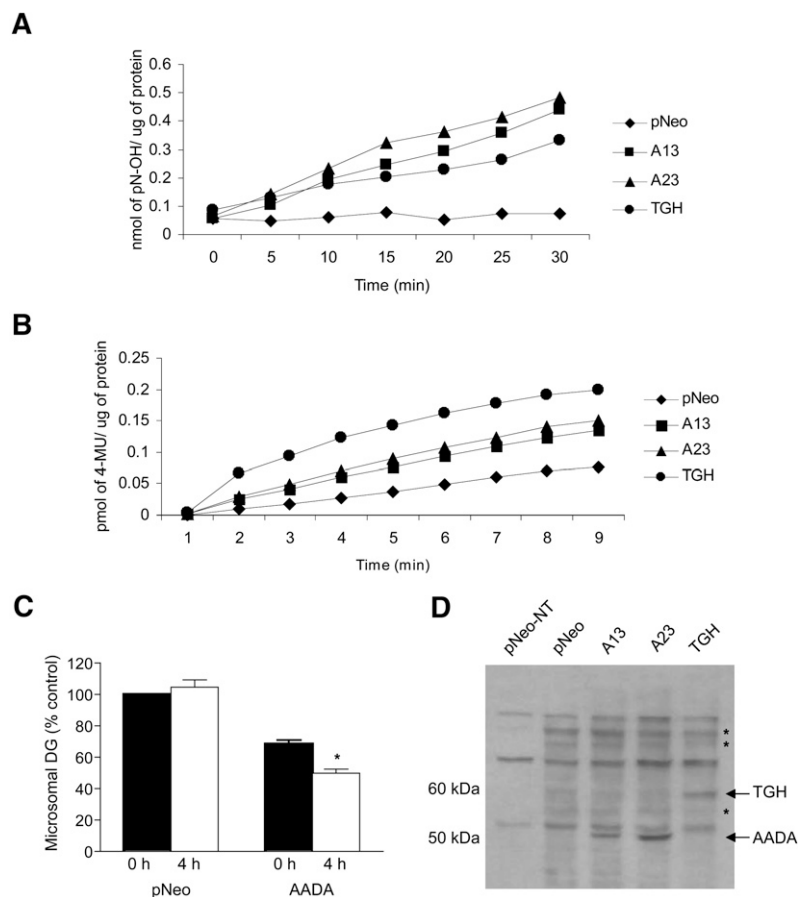 A
nmol of pN-OH/ ug of protein
0.6
0.5
0.4
0.3
0.2
0.1
0
0 5 10 15 20 25 30
Time (min)
pNeo
A13
A23
TGH
B
pmol of 4-MU/ ug of protein
0.25
0.2
0.15
0.1
0.05
0
1 2 3 4 5 6 7 8 9
Time (min)
pNeo
A13
A23
TGH
C
Microsomal DG (% control)
120
100
80
60
40
20
0
*
0 h 4 h 0 h 4 h
pNeo AADA
D
pNeo-NT pNeo A13 A23 TGH
*
*
60 kDa TGH
*
50 kDa AADA